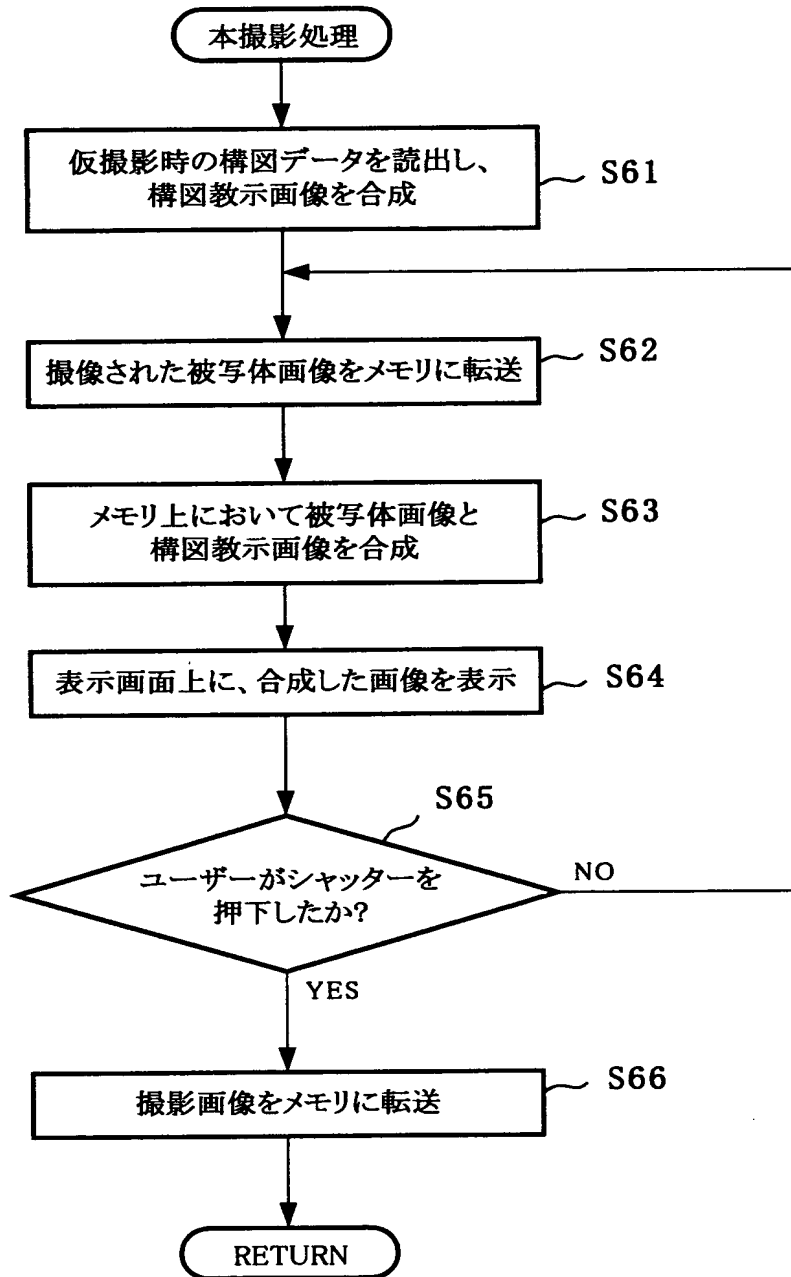 本撮影処理
仮撮影時の構図データを読出し、
構図教示画像を合成
S61
撮像された被写体画像をメモリに転送
S62
メモリ上において被写体画像と
構図教示画像を合成
S63
表示画面上に、合成した画像を表示
S64
S65
ユーザーがシャッターを
押下したか?
NO
YES
撮影画像をメモリに転送
S66
RETURN